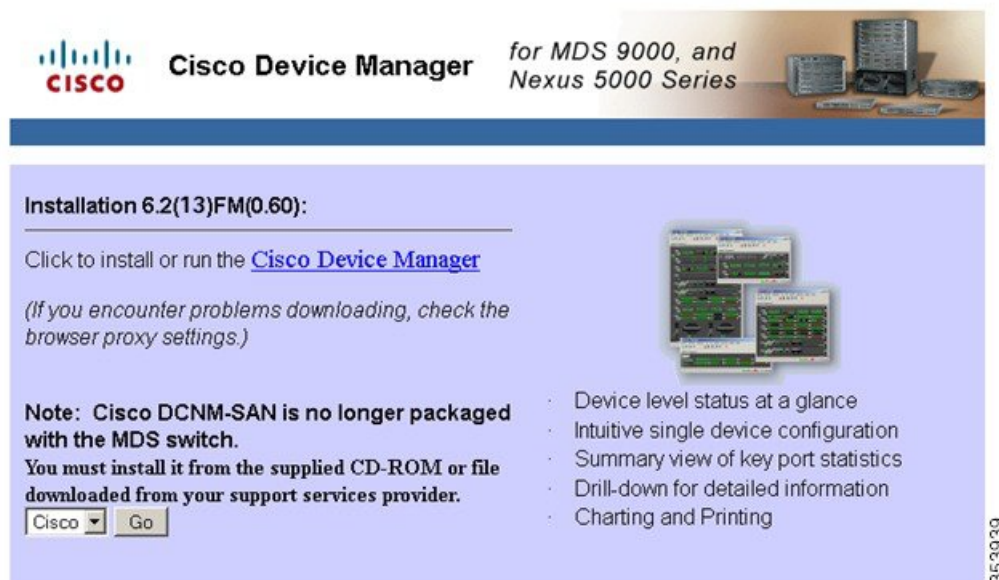 CISCO
Cisco Device Manager
for MDS 9000, and
Nexus 5000 Series
Installation 6.2(13)FM(0.60):
Click to install or run the Cisco Device Manager
(If you encounter problems downloading, check the
browser proxy settings.)
Note: Cisco DCNM-SAN is no longer packaged
with the MDS switch.
You must install it from the supplied CD-ROM or file
downloaded from your support services provider.
Cisco Go
· Device level status at a glance
· Intuitive single device configuration
· Summary view of key port statistics
· Drill-down for detailed information
· Charting and Printing